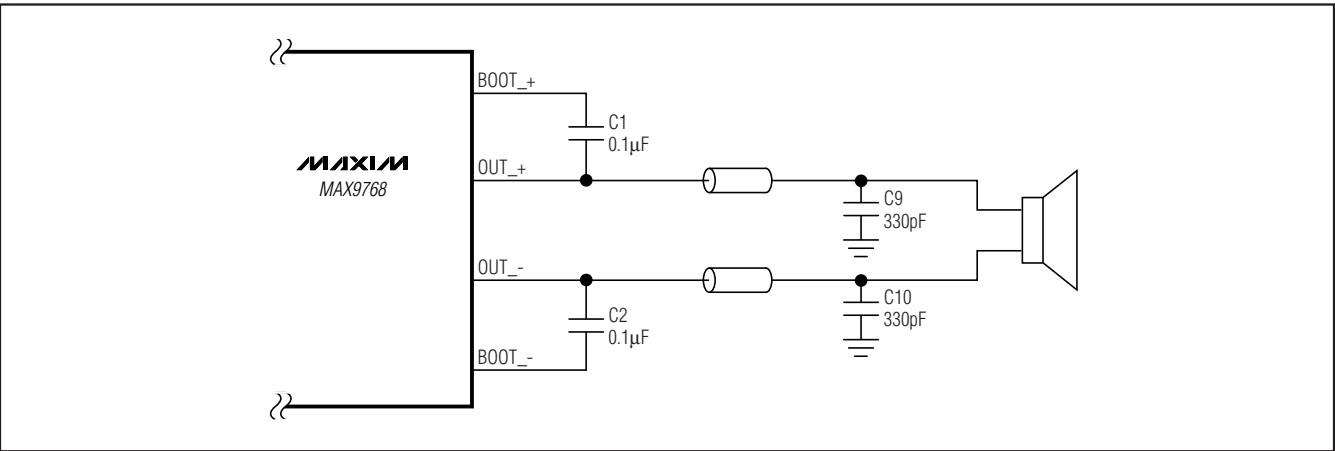 BOOT_+
C1
0.1μF
MAXIM
MAX9768
OUT_+
C9
330pF
OUT_-
C2
0.1μF
C10
330pF
BOOT_-